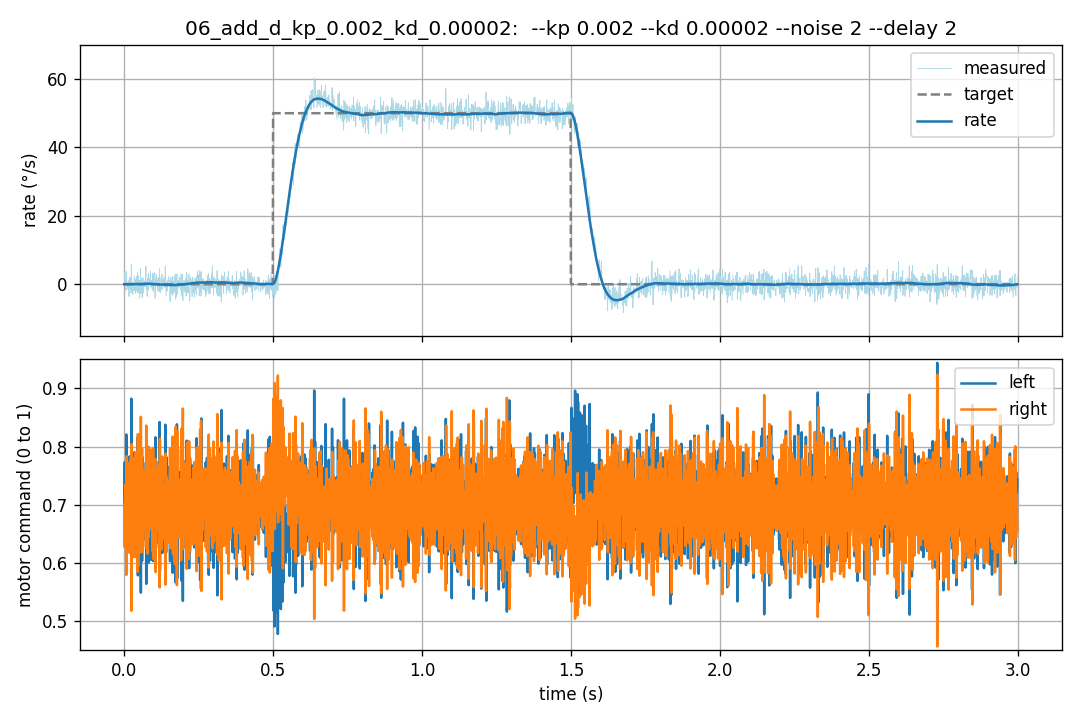 06_add_d_kp_0.002_kd_0.00002:  --kp 0.002 --kd 0.00002 --noise 2 --delay 2
60
40
20
0
rate (°/s)
measured
target
rate
0.9
0.8
0.7
0.6
0.5
motor command (0 to 1)
left
right
0.0 0.5 1.0 1.5 2.0 2.5 3.0
time (s)